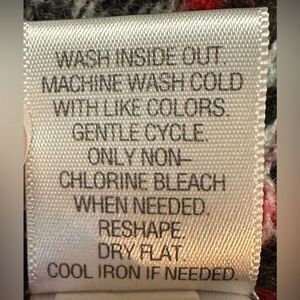 WASH INSIDE OUT.
MACHINE WASH COLD
WITH LIKE COLORS.
GENTLE CYCLE.
ONLY NON–
CHLORINE BLEACH
WHEN NEEDED.
RESHAPE.
DRY FLAT.
COOL IRON IF NEEDED.